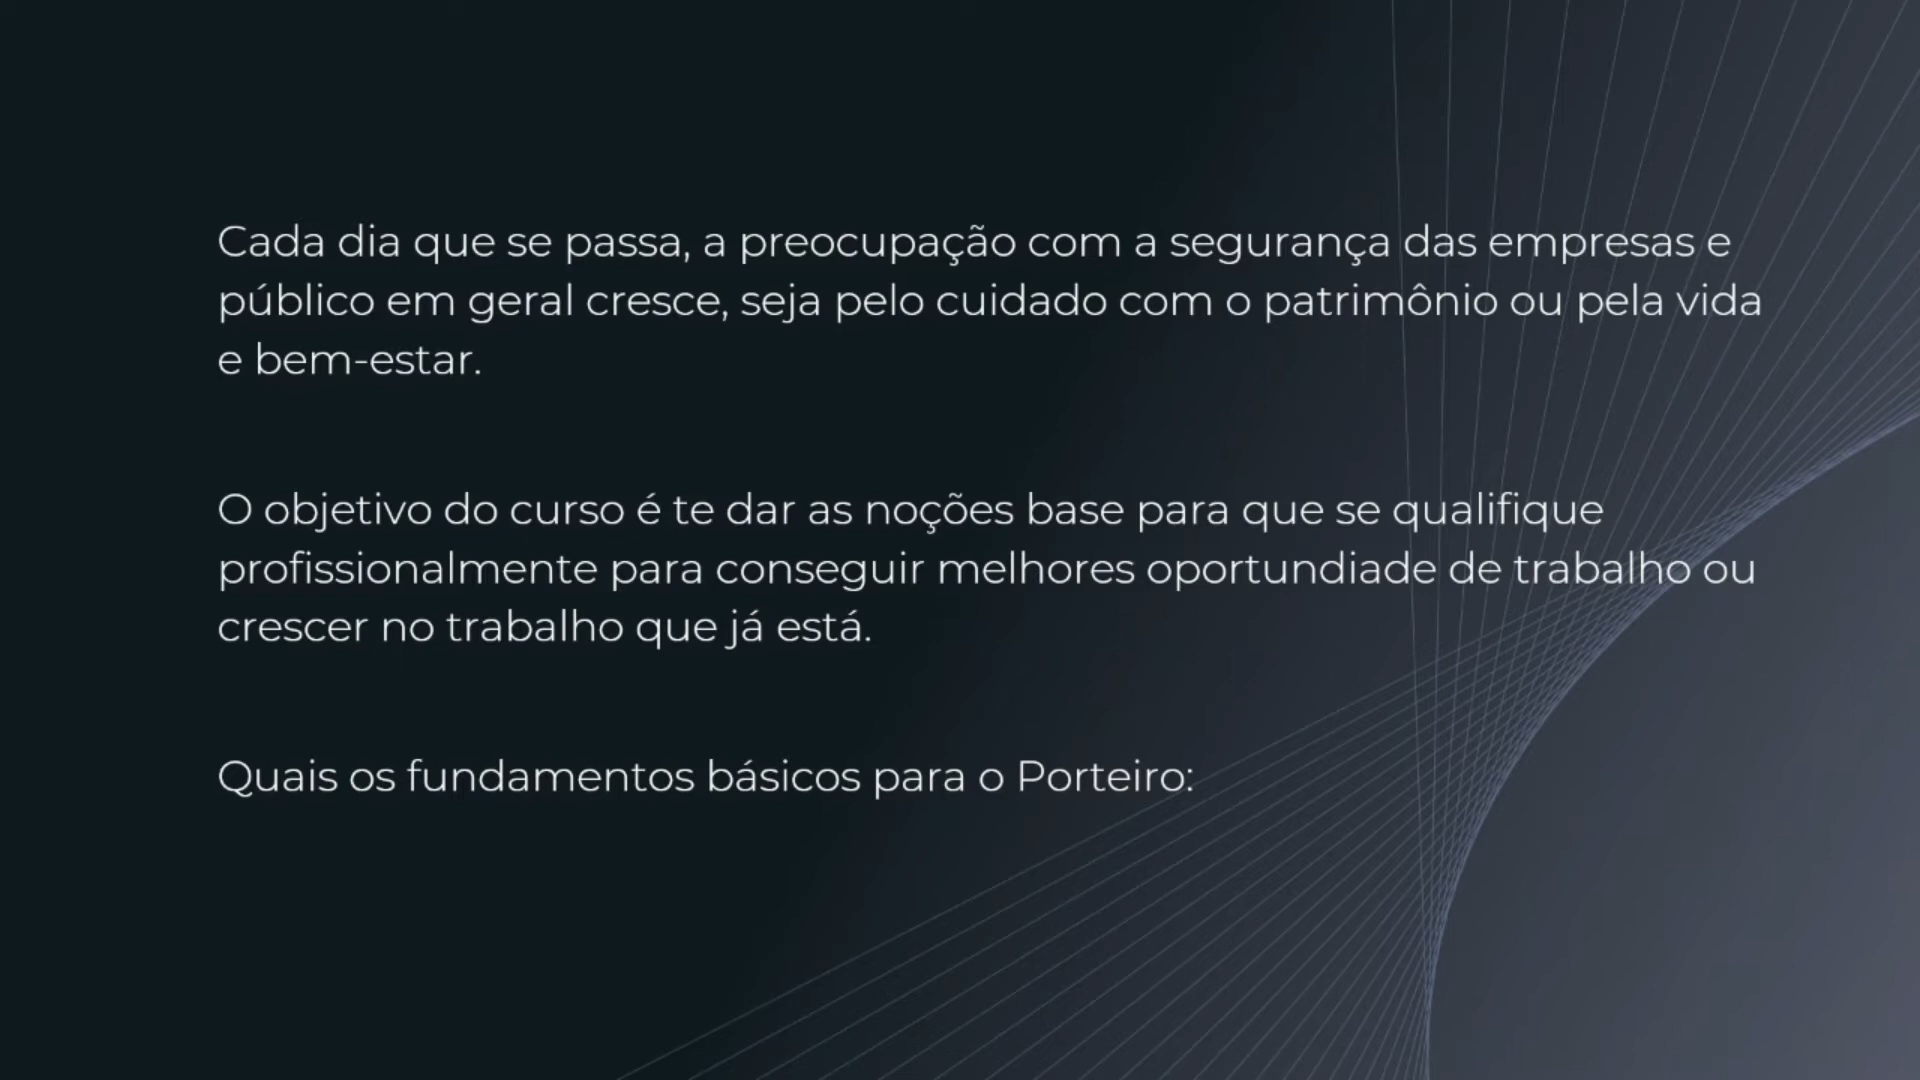 Cada dia que se passa, a preocupação com a segurança das empresas e
público em geral cresce, seja pelo cuidado com o patrimônio ou pela vida
e bem-estar.
O objetivo do curso é te dar as noções base para que se qualifique
profissionalmente para conseguir melhores oportundiade de trabalho ou
crescer no trabalho que já está.
Quais os fundamentos básicos para o Porteiro: